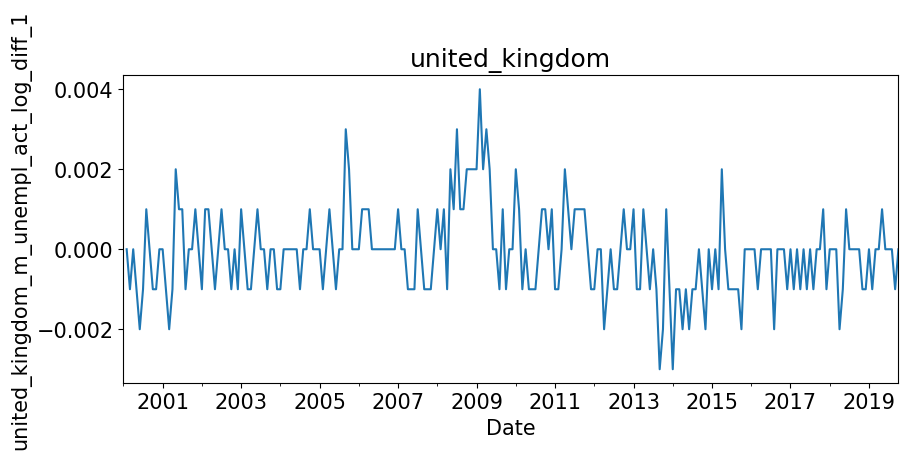 united_kingdom
united_kingdom_m_unempl_act_log_diff_1
0.004
0.002
0.000
−0.002
2001 2003 2005 2007 2009 2011 2013 2015 2017 2019
Date